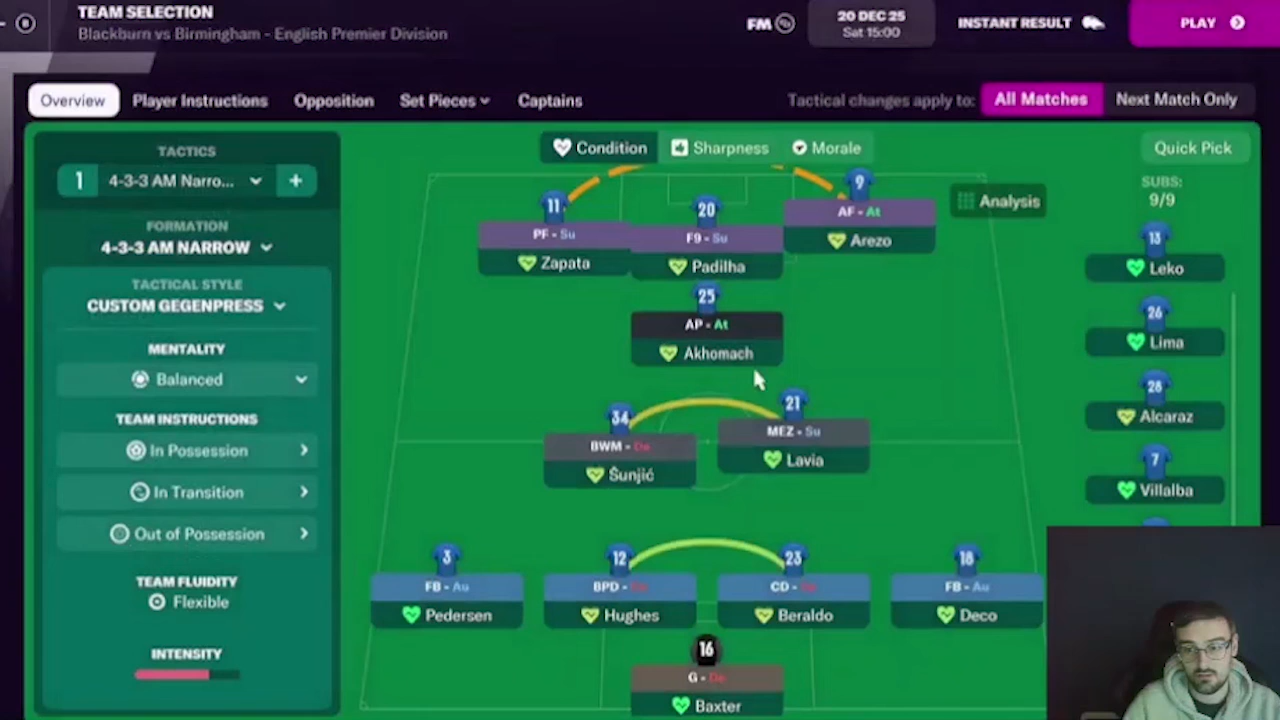 TEAM SELECTION
Blackburn vs Birmingham - English Premier Division
FM
20 DEC 25
Sat 15:00
INSTANT RESULT
PLAY
Overview
Player Instructions
Opposition
Set Pieces
Captains
Tactical changes apply to:
All Matches
Next Match Only
TACTICS
1
4-3-3 AM Narro...
+
FORMATION
4-3-3 AM NARROW
TACTICAL STYLE
CUSTOM GEGENPRESS
MENTALITY
Balanced
TEAM INSTRUCTIONS
In Possession
In Transition
Out of Possession
TEAM FLUIDITY
Flexible
INTENSITY
Condition
Sharpness
Morale
Quick Pick
Analysis
SUBS:
9/9
11
PF - Su
Zapata
20
F9 - Su
Padilha
9
AF - At
Arezo
25
AP - At
Akhomach
34
BWM - De
Šunjić
21
MEZ - Su
Lavia
3
FB - Au
Pedersen
12
BPD - De
Hughes
23
CD - De
Beraldo
18
FB - Au
Deco
16
G - De
Baxter
13
Leko
26
Lima
28
Alcaraz
7
Villalba